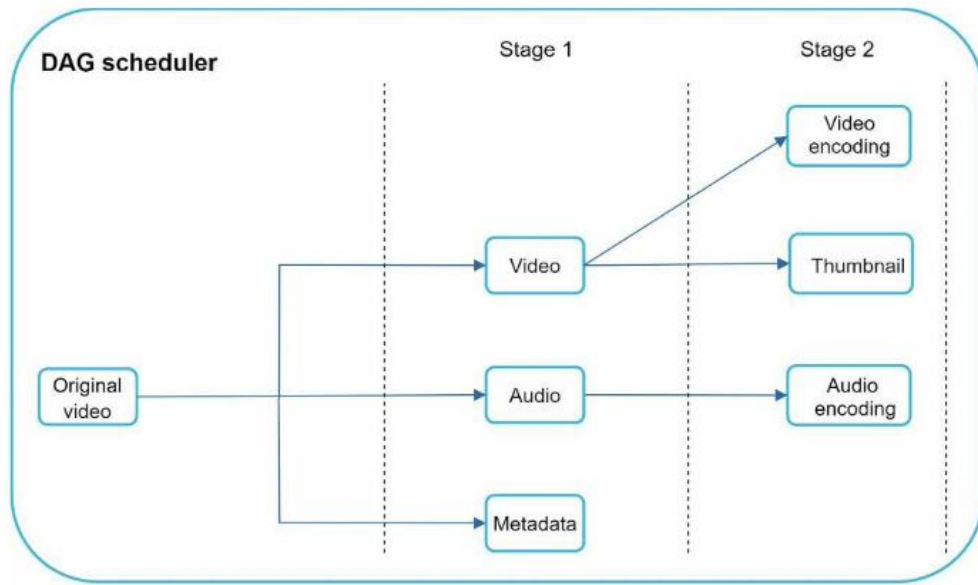 DAG scheduler
Stage 1
Stage 2
Video
encoding
Video
Thumbnail
Original
video
Audio
Audio
encoding
Metadata